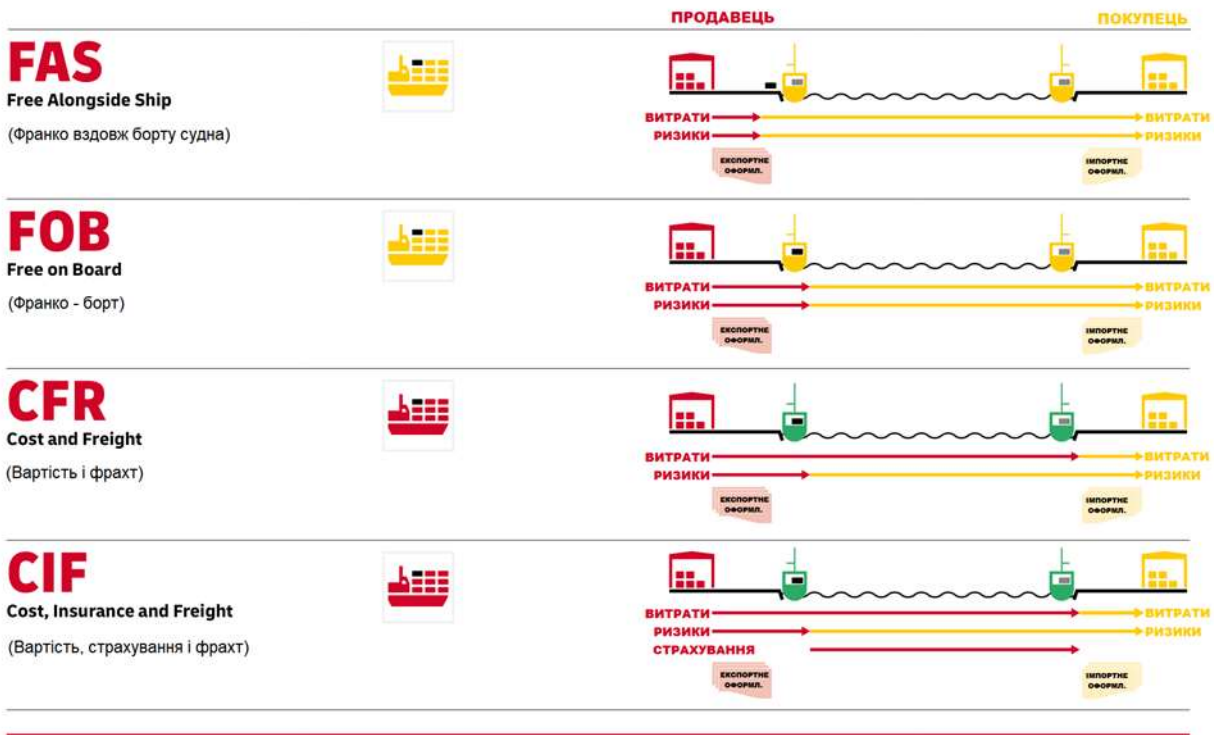 ПРОДАВЕЦЬ ПОКУПЕЦЬ
FAS
Free Alongside Ship
(Франко вздовж борту судна)
ВИТРАТИ ВИТРАТИ
РИЗИКИ РИЗИКИ
ЕКСПОРТНЕ ІМПОРТНЕ
ОФОРМЛ. ОФОРМЛ.
FOB
Free on Board
(Франко - борт)
ВИТРАТИ ВИТРАТИ
РИЗИКИ РИЗИКИ
ЕКСПОРТНЕ ІМПОРТНЕ
ОФОРМЛ. ОФОРМЛ.
CFR
Cost and Freight
(Вартість і фрахт)
ВИТРАТИ ВИТРАТИ
РИЗИКИ РИЗИКИ
ЕКСПОРТНЕ ІМПОРТНЕ
ОФОРМЛ. ОФОРМЛ.
CIF
Cost, Insurance and Freight
(Вартість, страхування і фрахт)
ВИТРАТИ ВИТРАТИ
РИЗИКИ РИЗИКИ
СТРАХУВАННЯ
ЕКСПОРТНЕ ІМПОРТНЕ
ОФОРМЛ. ОФОРМЛ.